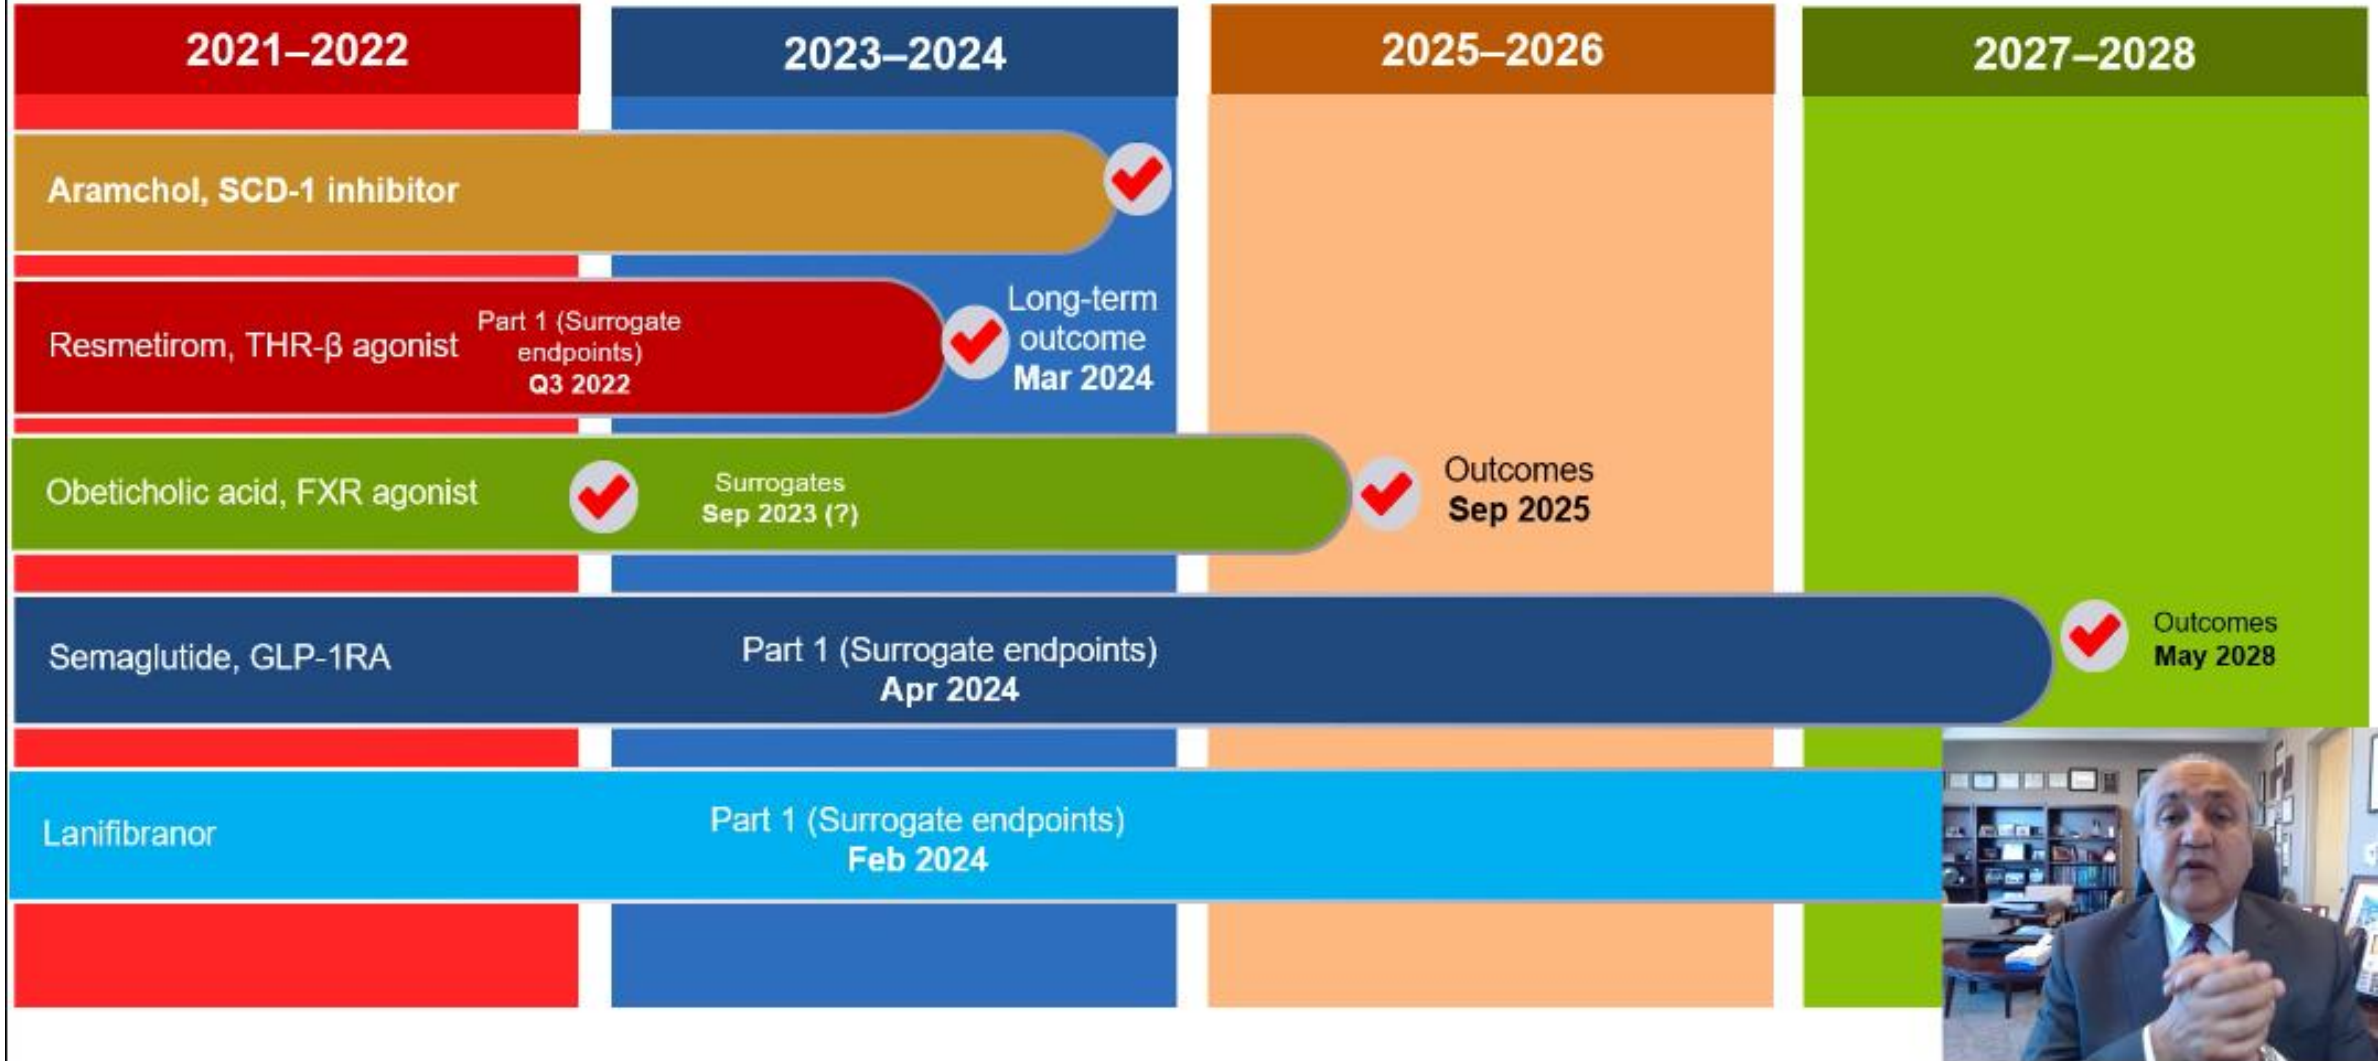 2021–2022
2023–2024
2025–2026
2027–2028
Aramchol, SCD-1 inhibitor
Resmetirom, THR-β agonist
Part 1 (Surrogate
endpoints)
Q3 2022
Long-term
outcome
Mar 2024
Obeticholic acid, FXR agonist
Surrogates
Sep 2023 (?)
Outcomes
Sep 2025
Semaglutide, GLP-1RA
Part 1 (Surrogate endpoints)
Apr 2024
Outcomes
May 2028
Lanifibranor
Part 1 (Surrogate endpoints)
Feb 2024